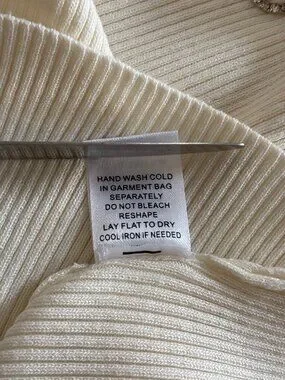 HAND WASH COLD
IN GARMENT BAG
SEPARATELY
DO NOT BLEACH
RESHAPE
LAY FLAT TO DRY
COOL IRON IF NEEDED